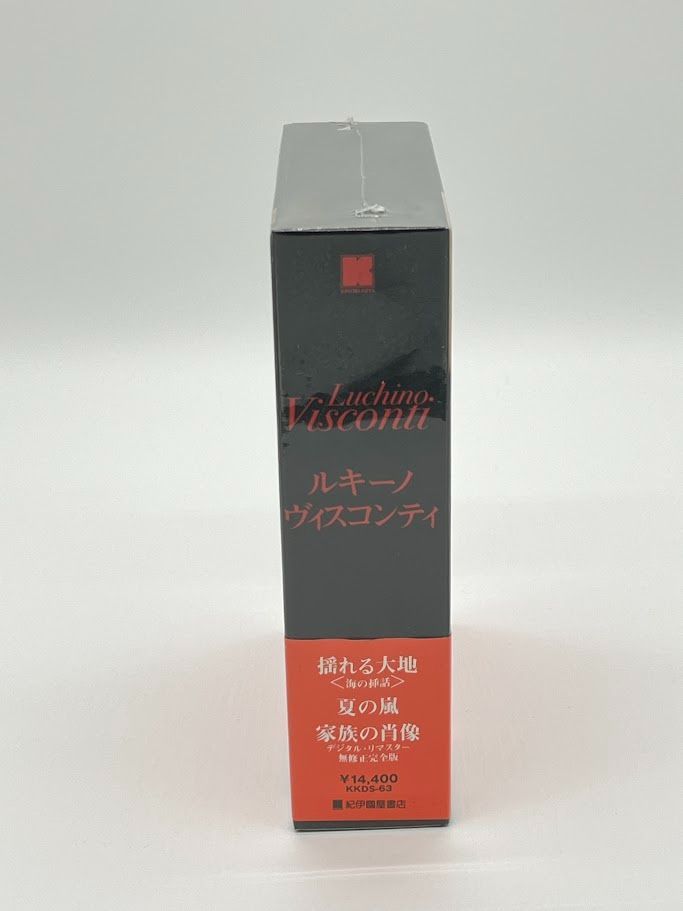 Luchino
Visconti
ルキーノ
ヴィスコンティ
揺れる大地
<海の挿話>
夏の嵐
家族の肖像
デジタル・リマスター
無修正完全版
¥14,400
KKDS-63
紀伊國屋書店